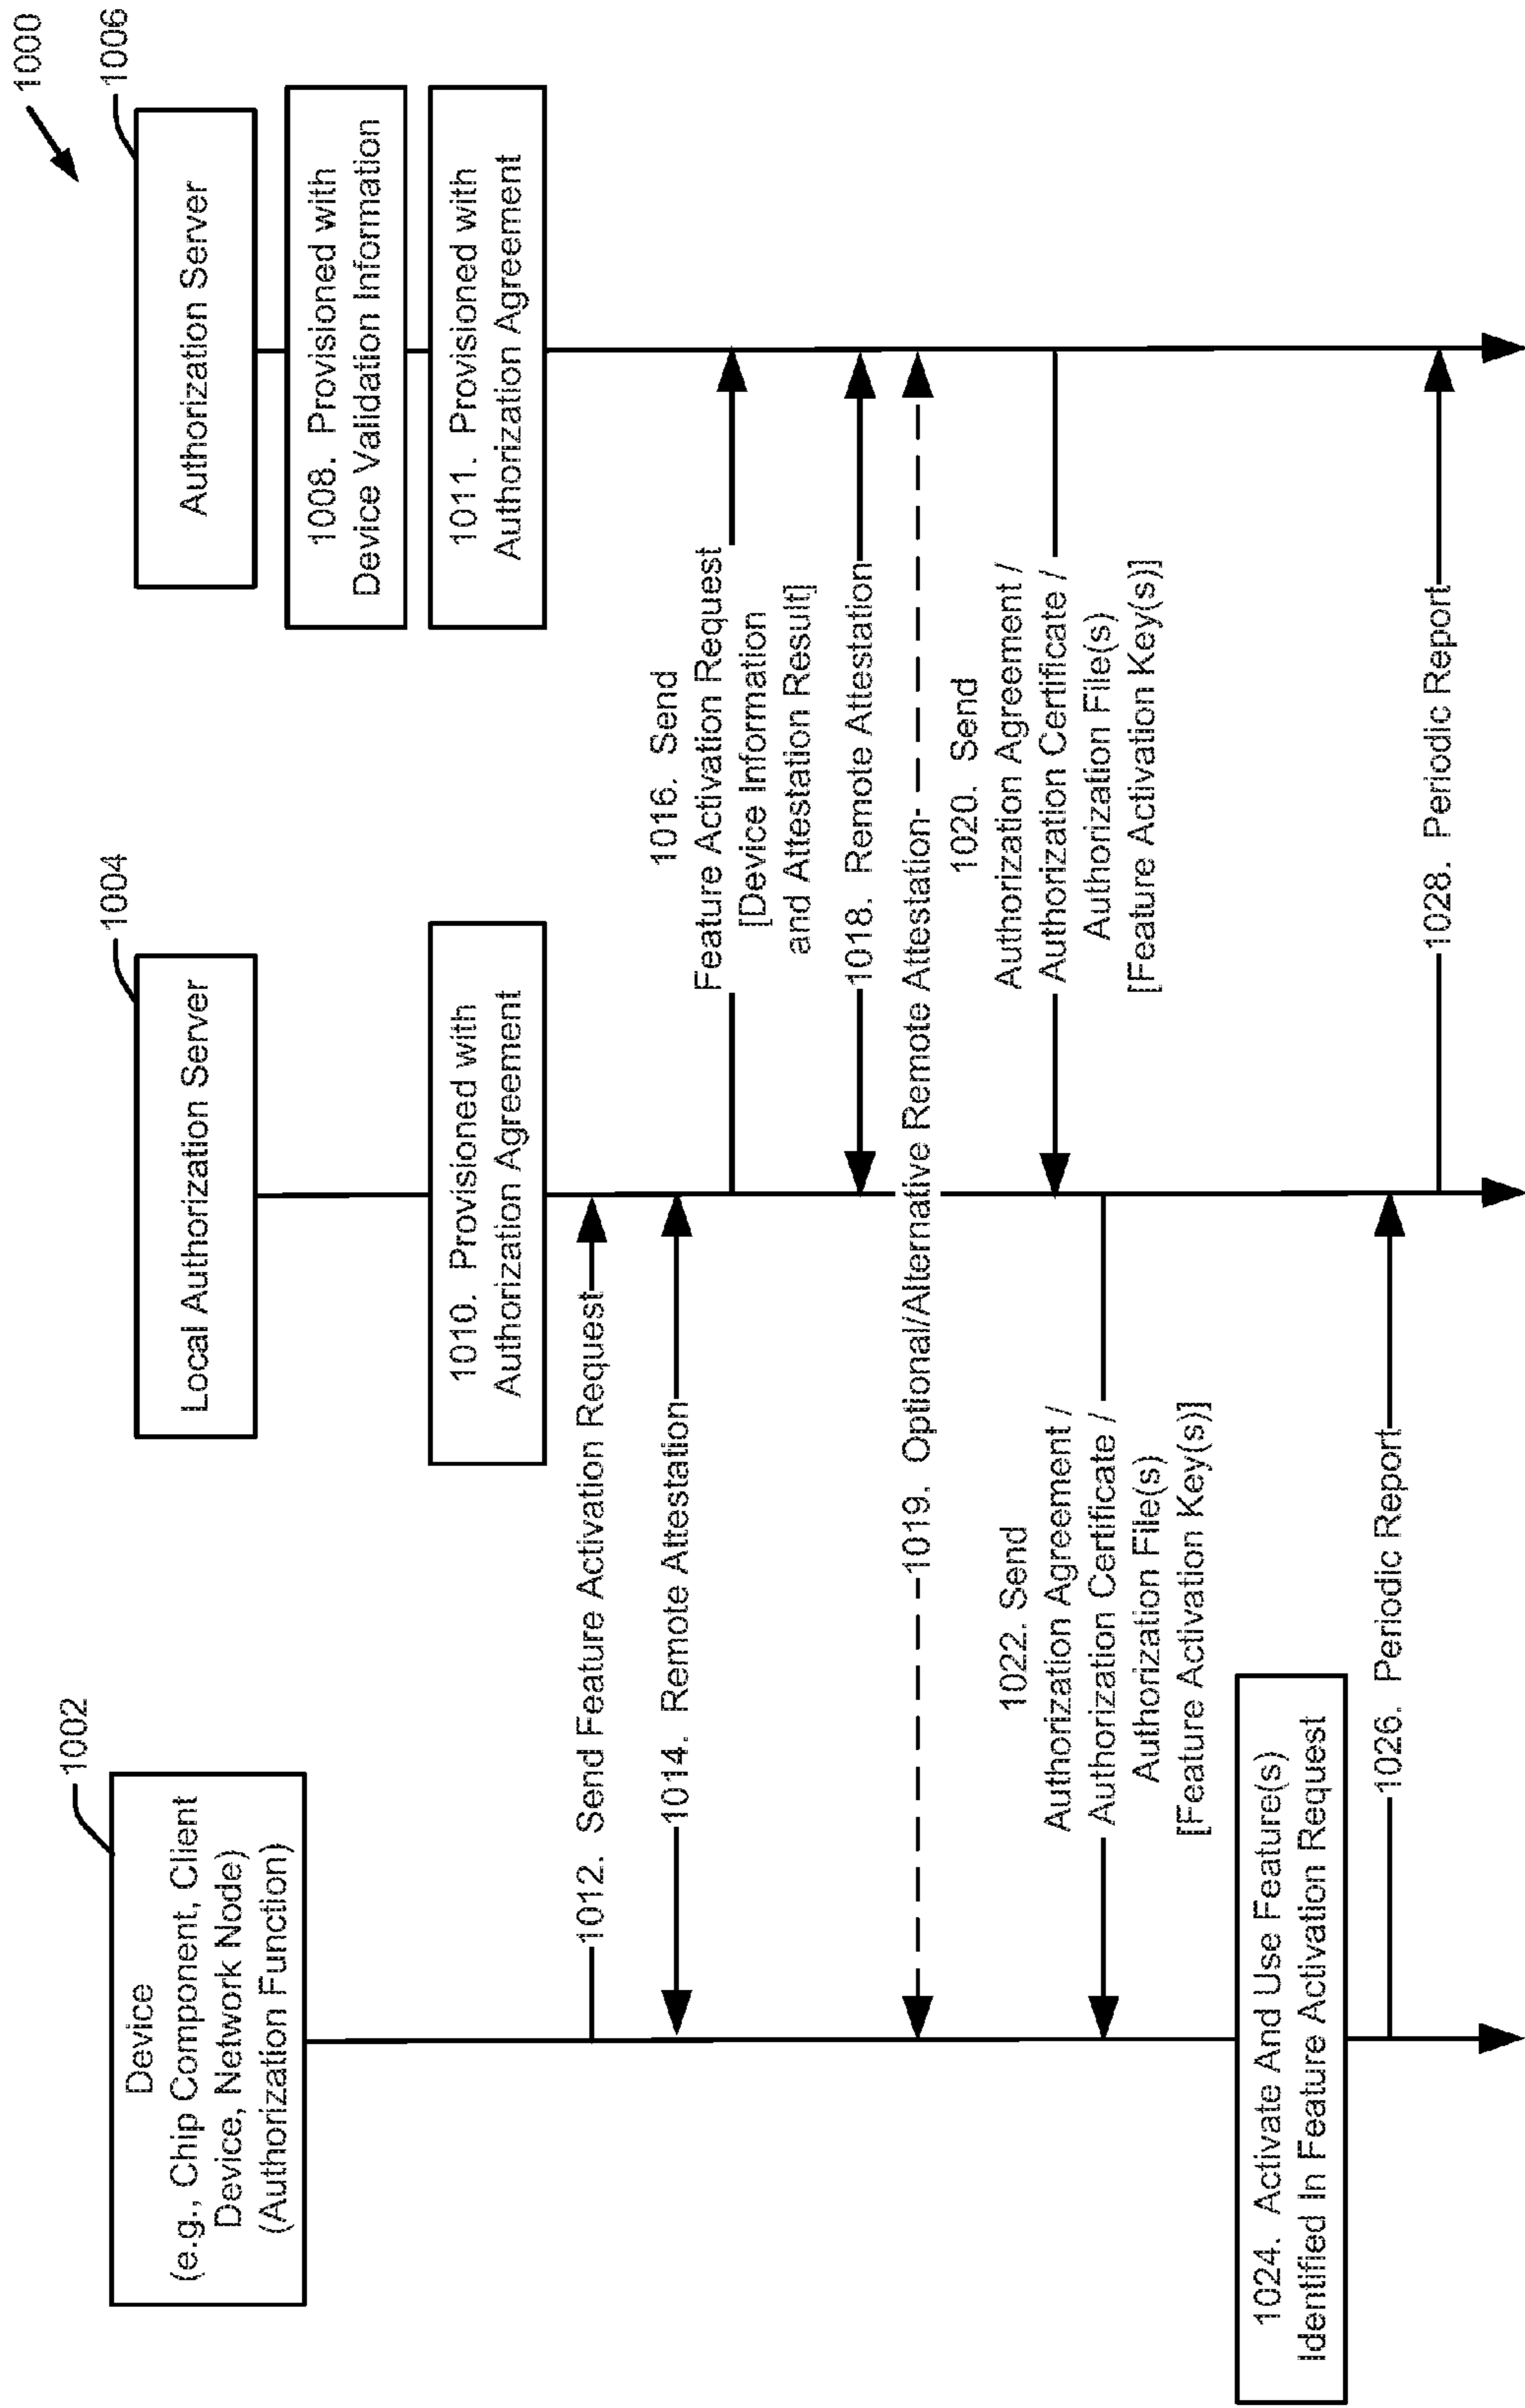 1000
1002
Device
(e.g., Chip Component, Client
Device, Network Node)
(Authorization Function)
1004
Local Authorization Server
1006
Authorization Server
1008. Provisioned with
Device Validation Information
1010. Provisioned with
Authorization Agreement
1011. Provisioned with
Authorization Agreement
1012. Send Feature Activation Request
1014. Remote Attestation
1016. Send
Feature Activation Request
[Device Information
and Attestation Result]
1018. Remote Attestation
1019. Optional/Alternative Remote Attestation
1020. Send
Authorization Agreement /
Authorization Certificate /
Authorization File(s)
[Feature Activation Key(s)]
1022. Send
Authorization Agreement /
Authorization Certificate /
Authorization File(s)
[Feature Activation Key(s)]
1024. Activate And Use Feature(s)
Identified In Feature Activation Request
1026. Periodic Report
1028. Periodic Report